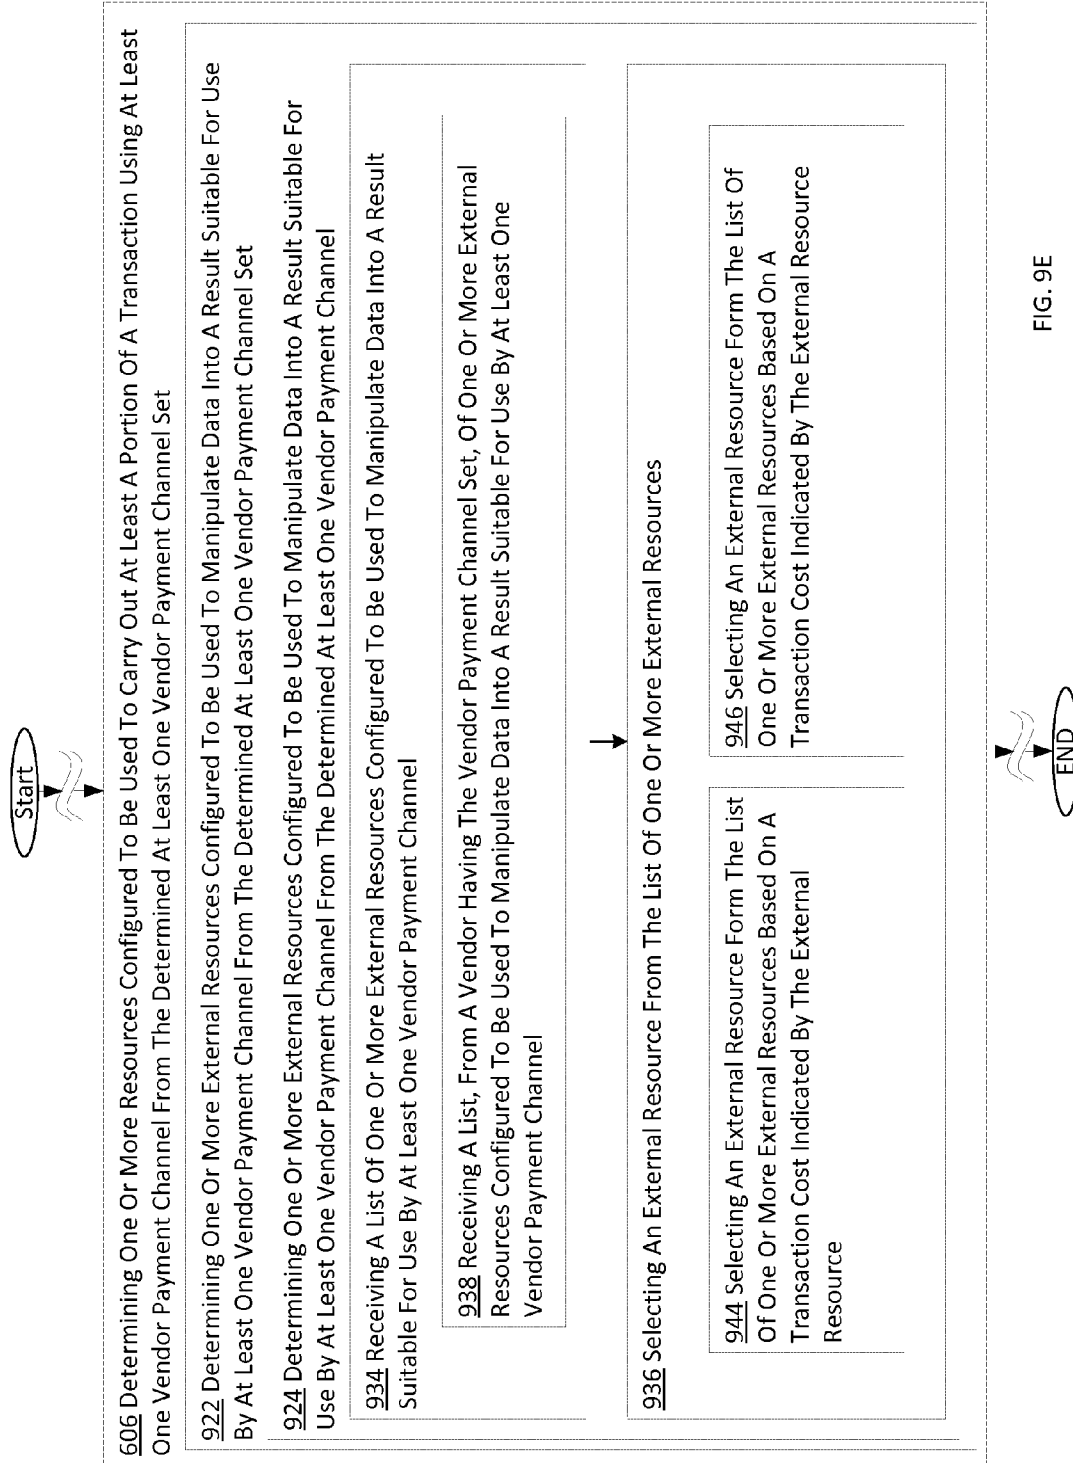 Start
606 Determining One Or More Resources Configured To Be Used To Carry Out At Least A Portion Of A Transaction Using At Least
One Vendor Payment Channel From The Determined At Least One Vendor Payment Channel Set
922 Determining One Or More External Resources Configured To Be Used To Manipulate Data Into A Result Suitable For Use
By At Least One Vendor Payment Channel From The Determined At Least One Vendor Payment Channel Set
924 Determining One Or More External Resources Configured To Be Used To Manipulate Data Into A Result Suitable For
Use By At Least One Vendor Payment Channel From The Determined At Least One Vendor Payment Channel
934 Receiving A List Of One Or More External Resources Configured To Be Used To Manipulate Data Into A Result
Suitable For Use By At Least One Vendor Payment Channel
938 Receiving A List, From A Vendor Having The Vendor Payment Channel Set, Of One Or More External
Resources Configured To Be Used To Manipulate Data Into A Result Suitable For Use By At Least One
Vendor Payment Channel
936 Selecting An External Resource From The List Of One Or More External Resources
944 Selecting An External Resource Form The List
Of One Or More External Resources Based On A
Transaction Cost Indicated By The External
Resource
946 Selecting An External Resource Form The List Of
One Or More External Resources Based On A
Transaction Cost Indicated By The External Resource
END
FIG. 9E